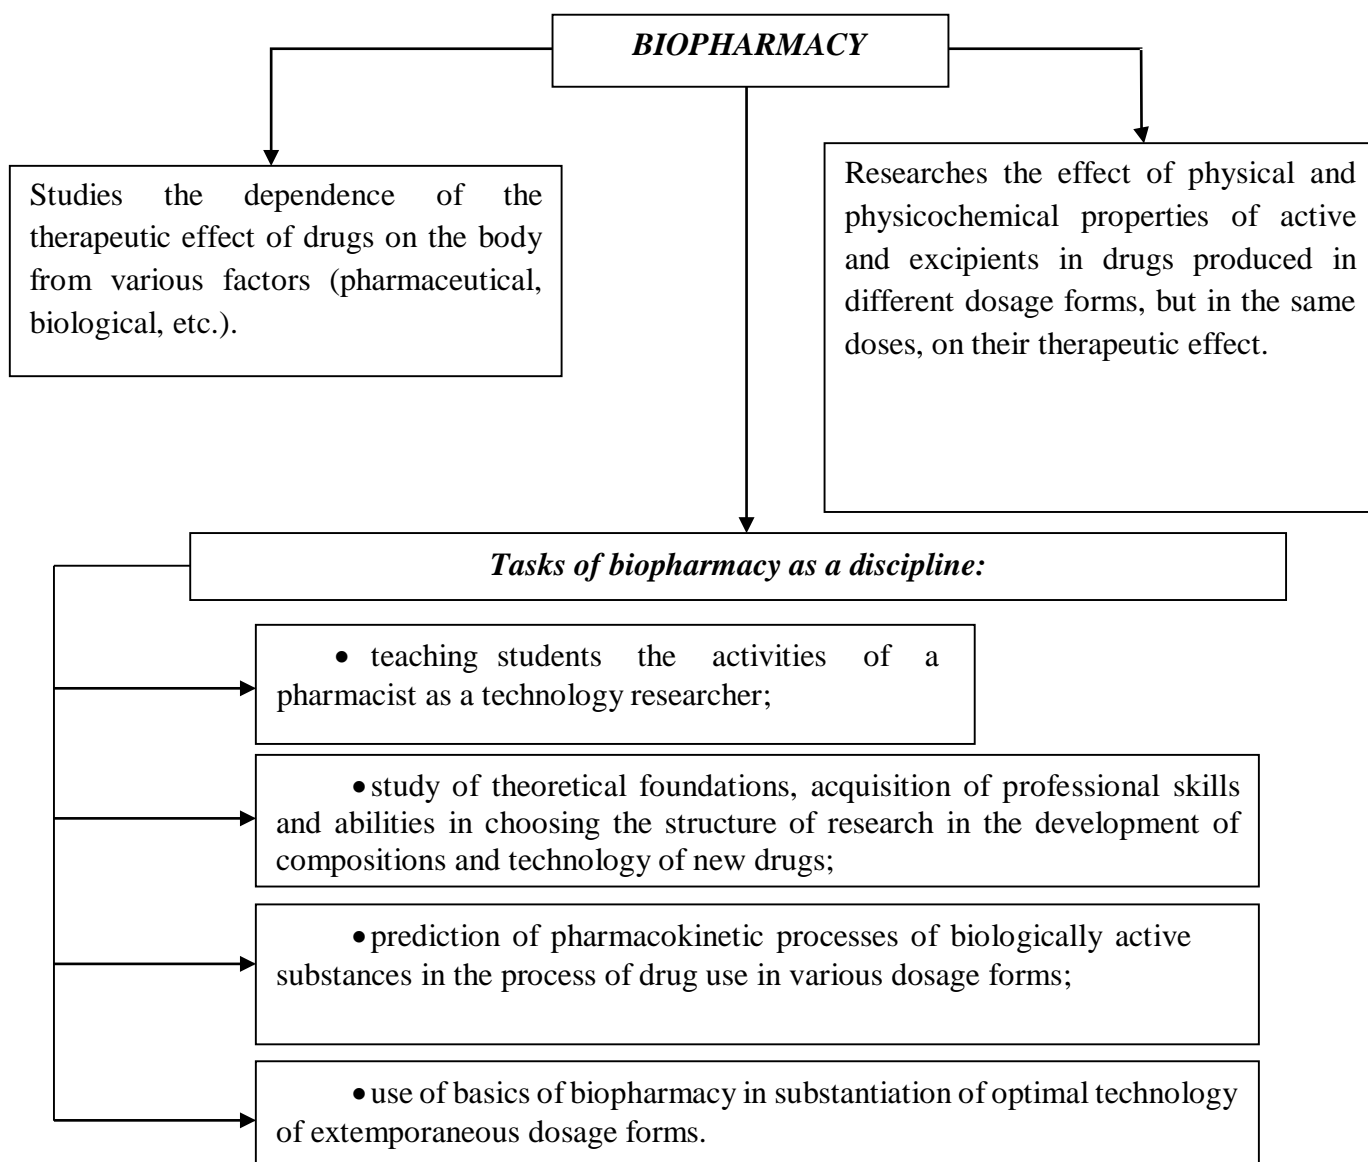 BIOPHARMACY
Studies the dependence of the
therapeutic effect of drugs on the body
from various factors (pharmaceutical,
biological, etc.).
Researches the effect of physical and
physicochemical properties of active
and excipients in drugs produced in
different dosage forms, but in the same
doses, on their therapeutic effect.
Tasks of biopharmacy as a discipline:
• teaching students the activities of a
pharmacist as a technology researcher;
• study of theoretical foundations, acquisition of professional skills
and abilities in choosing the structure of research in the development of
compositions and technology of new drugs;
• prediction of pharmacokinetic processes of biologically active
substances in the process of drug use in various dosage forms;
• use of basics of biopharmacy in substantiation of optimal technology
of extemporaneous dosage forms.